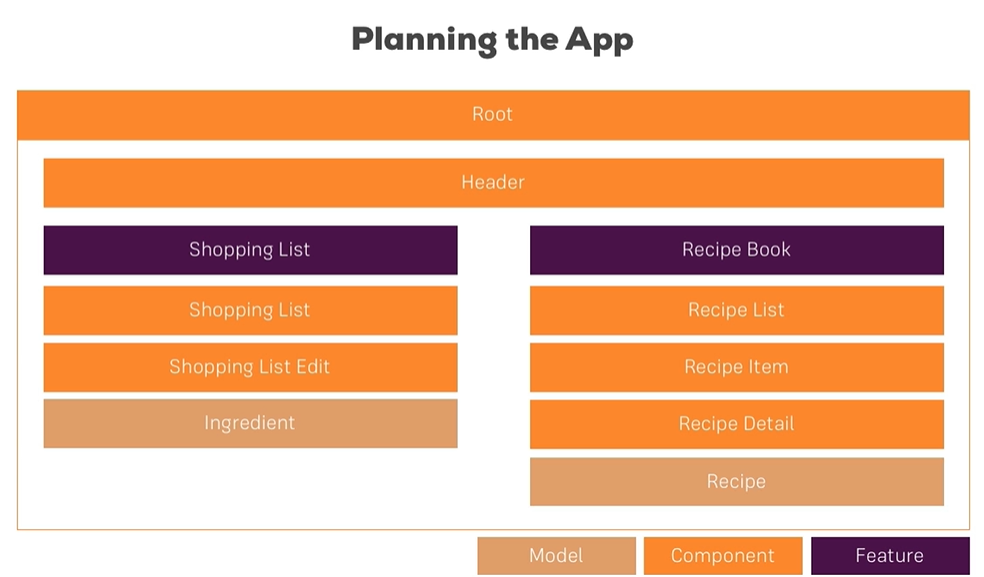 Planning the App
Root
Header
Shopping List
Recipe Book
Shopping List
Recipe List
Shopping List Edit
Recipe Item
Ingredient
Recipe Detail
Recipe
Model
Component
Feature